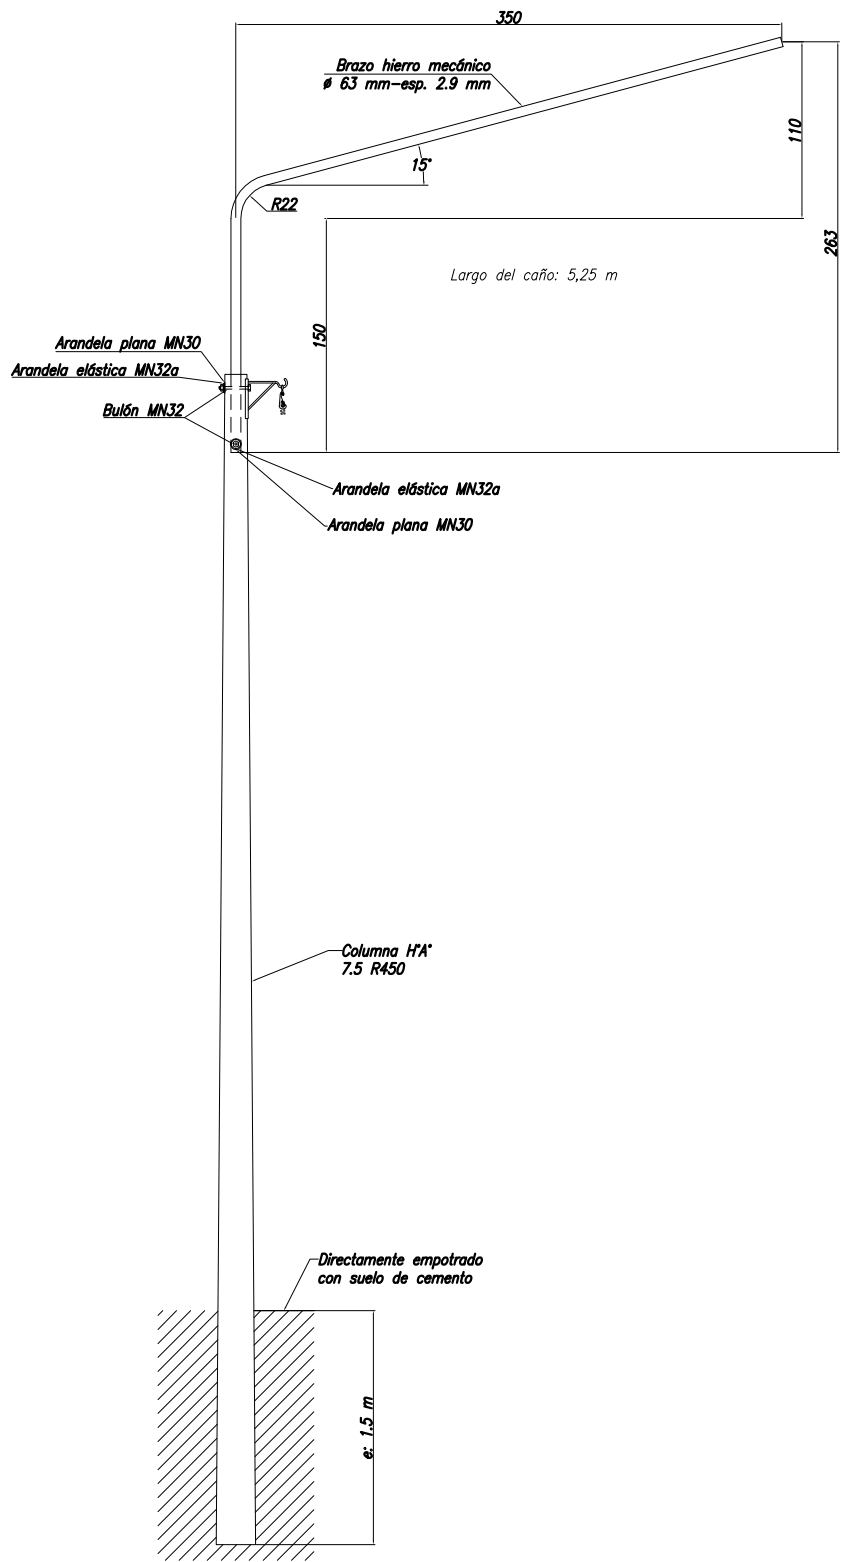 350
Brazo hierro mecánico
ø 63 mm-esp. 2.9 mm
110
15°
R22
263
Largo del caño: 5,25 m
150
Arandela plana MN30
Arandela elástica MN32a
Bulón MN32
Arandela elástica MN32a
Arandela plana MN30
Columna H°A°
7.5 R450
Directamente empotrado
con suelo de cemento
e: 1.5 m